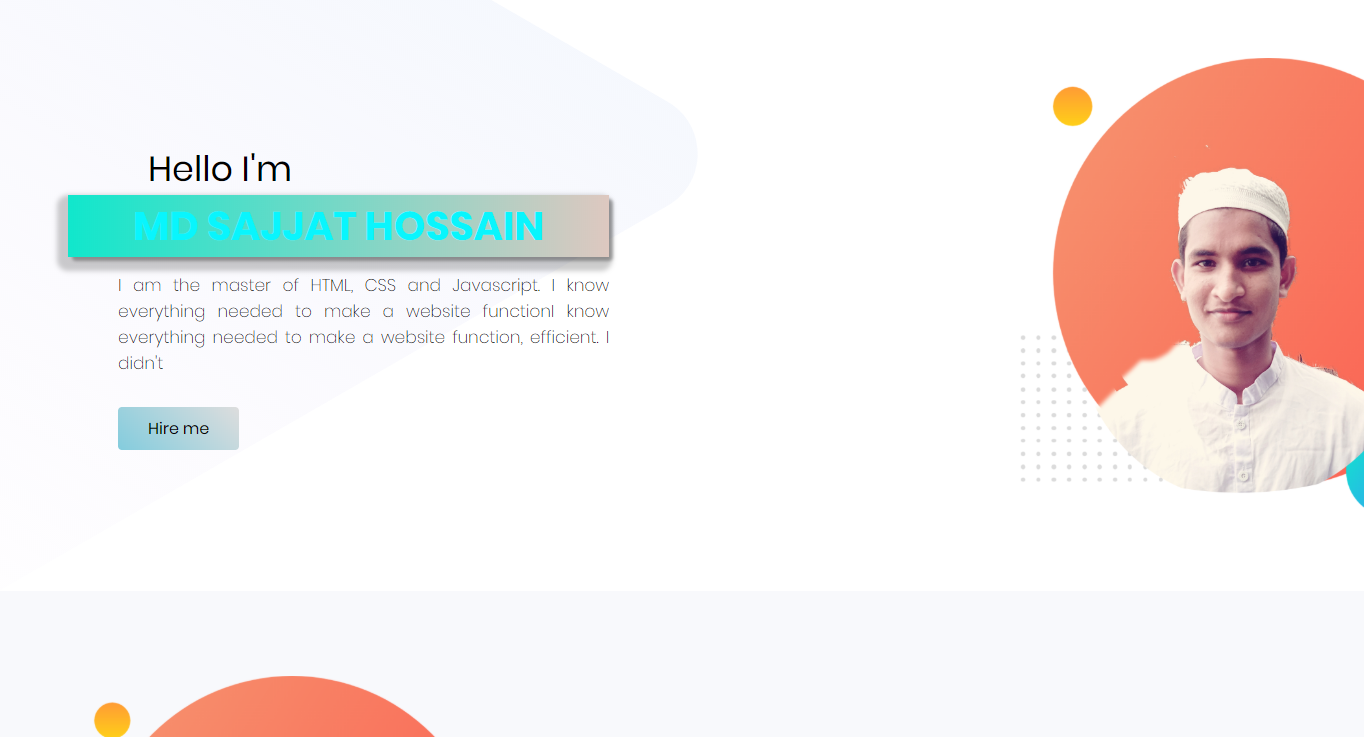 Hello I'm
MD SAJJAT HOSSAIN
I am the master of HTML, CSS and Javascript. I know
everything needed to make a website functionI know
everything needed to make a website function, efficient. I
didn't
Hire me